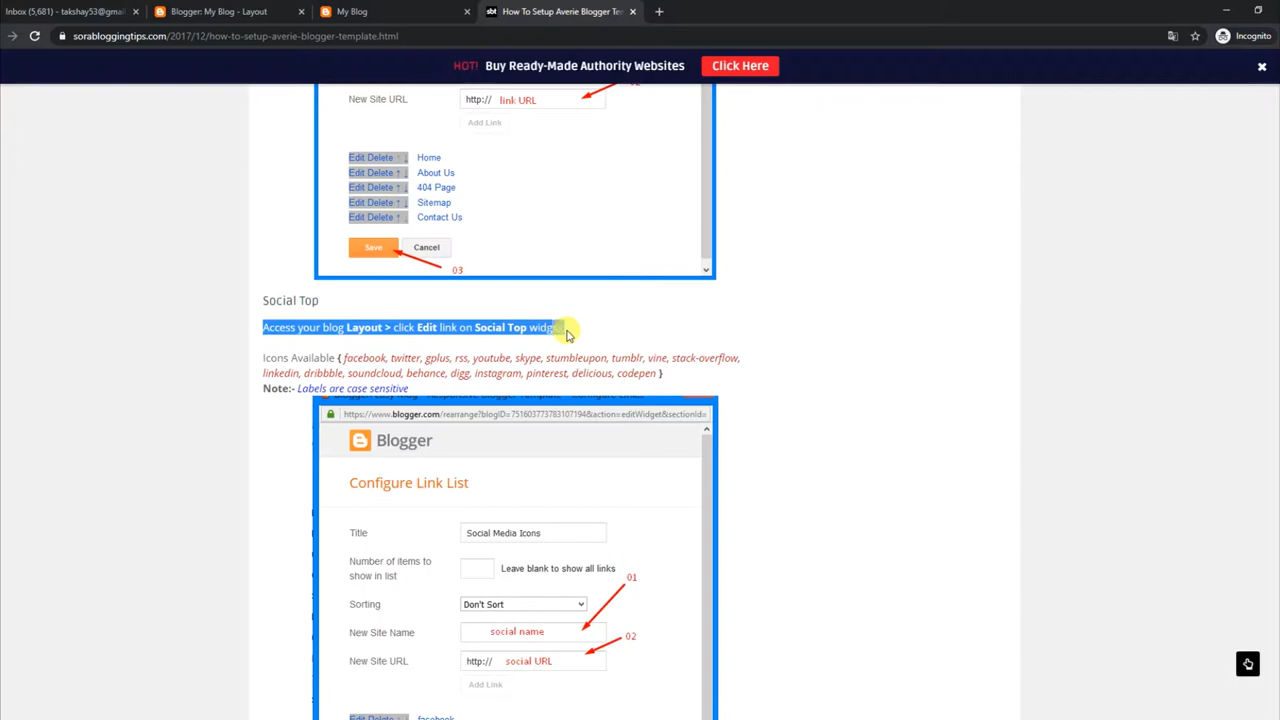 Inbox (5,681) - takshay53@gmail
Blogger: My Blog - Layout
My Blog
How To Setup Averie Blogger Te
sorabloggingtips.com/2017/12/how-to-setup-averie-blogger-template.html
Incognito
HOT! Buy Ready-Made Authority Websites
Click Here
New Site URL
http://
link URL
Add Link
Edit Delete ↑ ↓ Home
Edit Delete ↑ ↓ About Us
Edit Delete ↑ ↓ 404 Page
Edit Delete ↑ ↓ Sitemap
Edit Delete ↑ ↓ Contact Us
Save
Cancel
03
Social Top
Access your blog Layout > click Edit link on Social Top widg
Icons Available { facebook, twitter, gplus, rss, youtube, skype, stumbleupon, tumblr, vine, stack-overflow,
linkedin, dribbble, soundcloud, behance, digg, instagram, pinterest, delicious, codepen }
Note:- Labels are case sensitive
https://www.blogger.com/rearrange?blogID=7516037737831071948&action=editWidget&sectionId=
Blogger
Configure Link List
Title
Social Media Icons
Number of items to
show in list
Leave blank to show all links
01
Sorting
Don't Sort
New Site Name
social name
02
New Site URL
http://
social URL
Add Link
Edit Delete
facebook